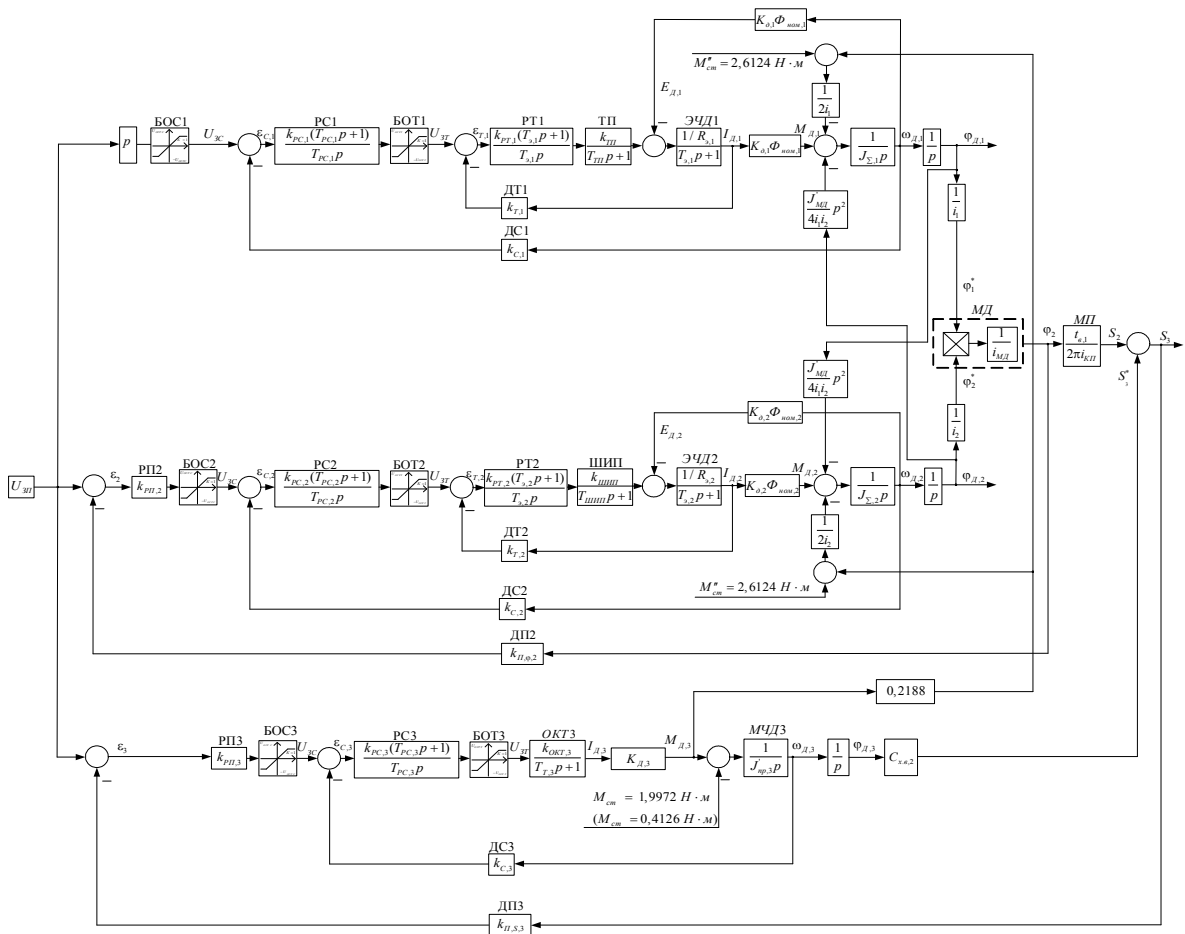 K_{д,1}Φ_{ном,1}
M″_{ст} = 2,6124 Н·м
E_{Д,1}
1/2i_1
БОС1
U_{ЗС}
ε_{С,1}
РС1
БОТ1
U_{ЗТ}
ε_{Т,1}
РТ1
ТП
ЭЧД1
I_{Д,1}
M_{Д,1}
ω_{Д,1}
φ_{Д,1}
p
k_{РС,1}(T_{РС,1}p+1)/T_{РС,1}p
k_{РТ,1}(T_{э,1}p+1)/T_{э,1}p
k_{ТП}/T_{ТП}p+1
1/R_{э,1}/T_{э,1}p+1
K_{д,1}Φ_{ном,1}
1/J_{Σ,1}p
1/p
ДТ1
k_{Т,1}
J′_{МД}/4i_1i_2 p^2
1/i_1
ДС1
k_{С,1}
φ_1^*
МД
1/i_{МД}
φ_2
МП
t_{в,1}/2πi_{КП}
S_2
S_3
J′_{МД}/4i_1i_2 p^2
φ_2^*
S_3^*
K_{д,2}Φ_{ном,2}
1/i_2
E_{Д,2}
U_{ЗП}
ε_2
РП2
БОС2
U_{ЗС}
ε_{С,2}
РС2
БОТ2
U_{ЗТ}
ε_{Т,2}
РТ2
ШИП
ЭЧД2
I_{Д,2}
M_{Д,2}
ω_{Д,2}
φ_{Д,2}
k_{РП,2}
k_{РС,2}(T_{РС,2}p+1)/T_{РС,2}p
k_{РТ,2}(T_{э,2}p+1)/T_{э,2}p
k_{ШИП}/T_{ШИП}p+1
1/R_{э,2}/T_{э,2}p+1
K_{д,2}Φ_{ном,2}
1/J_{Σ,2}p
1/p
ДТ2
k_{Т,2}
1/2i_2
M″_{ст} = 2,6124 Н·м
ДС2
k_{С,2}
ДП2
k_{П,φ,2}
0,2188
ε_3
РП3
БОС3
U_{ЗС}
ε_{С,3}
РС3
БОТ3
U_{ЗТ}
ОКТ3
I_{Д,3}
M_{Д,3}
МЧД3
ω_{Д,3}
φ_{Д,3}
k_{РП,3}
k_{РС,3}(T_{РС,3}p+1)/T_{РС,3}p
k_{ОКТ,3}/T_{Т,3}p+1
K_{Д,3}
1/J′_{пр,3}p
1/p
C_{х.в,2}
M_{ст} = 1,9972 Н·м
(M_{ст} = 0,4126 Н·м)
ДС3
k_{С,3}
ДП3
k_{П,S,3}